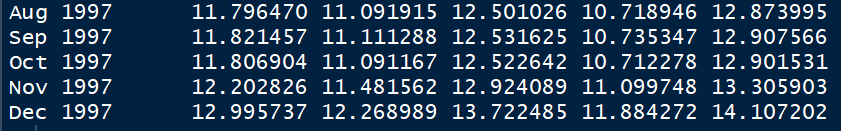 Aug 1997 11.796470 11.091915 12.501026 10.718946 12.873995
Sep 1997 11.821457 11.111288 12.531625 10.735347 12.907566
Oct 1997 11.806904 11.091167 12.522642 10.712278 12.901531
Nov 1997 12.202826 11.481562 12.924089 11.099748 13.305903
Dec 1997 12.995737 12.268989 13.722485 11.884272 14.107202